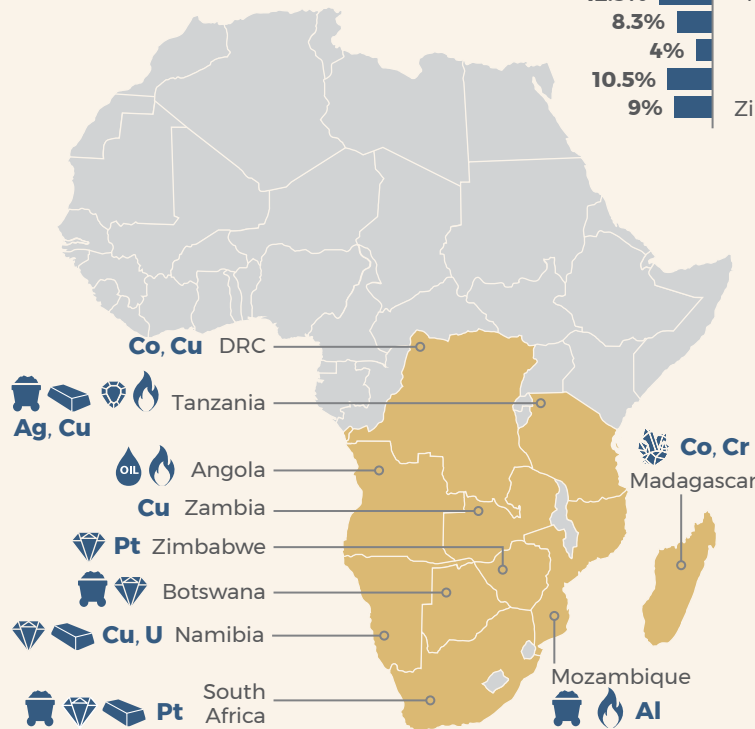 8.3%
4%
10.5%
9%
Co, Cu DRC
Tanzania
Ag, Cu
Co, Cr
Madagascar
OIL Angola
Cu Zambia
Pt Zimbabwe
Botswana
Cu, U Namibia
Mozambique
Al
South
Africa
Pt